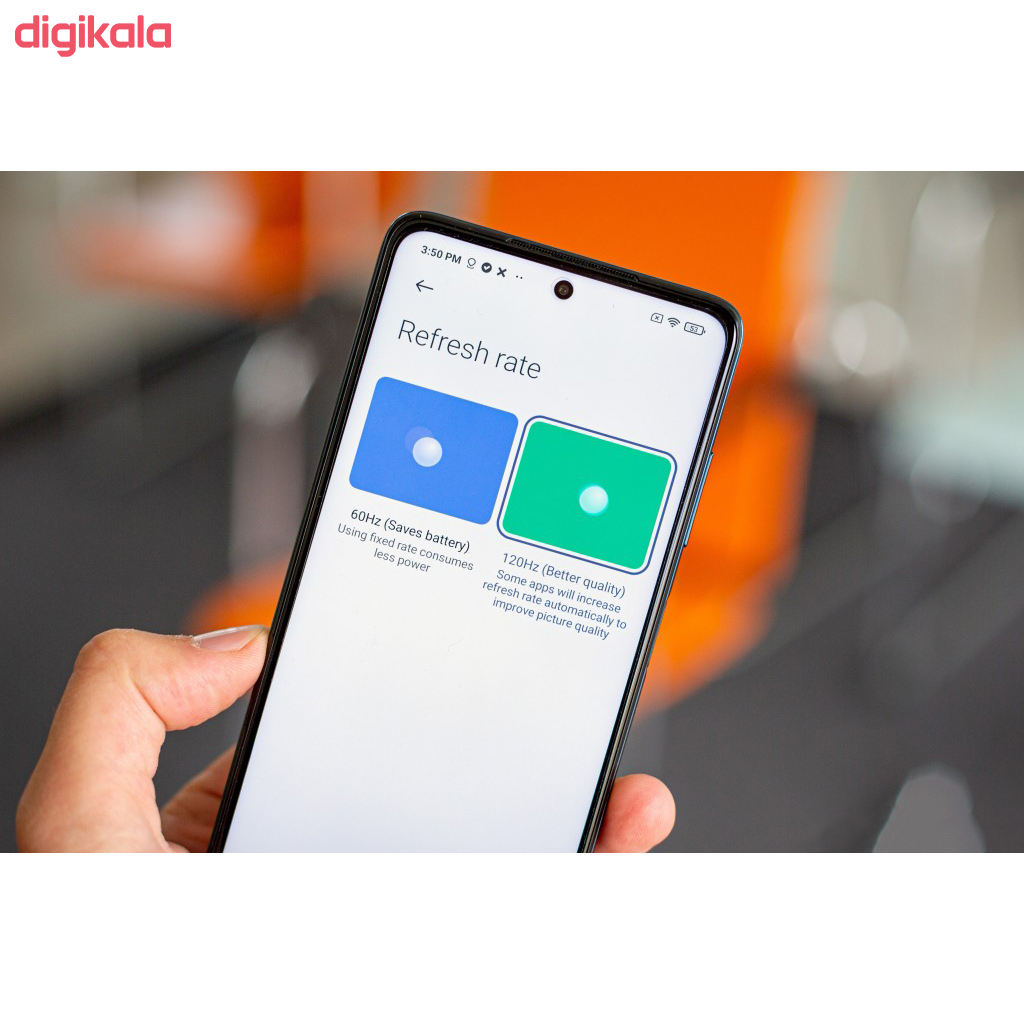 digikala
3:50 PM
53
Refresh rate
60Hz (Saves battery)
Using fixed rate consumes
less power
120Hz (Better quality)
Some apps will increase
refresh rate automatically to
improve picture quality